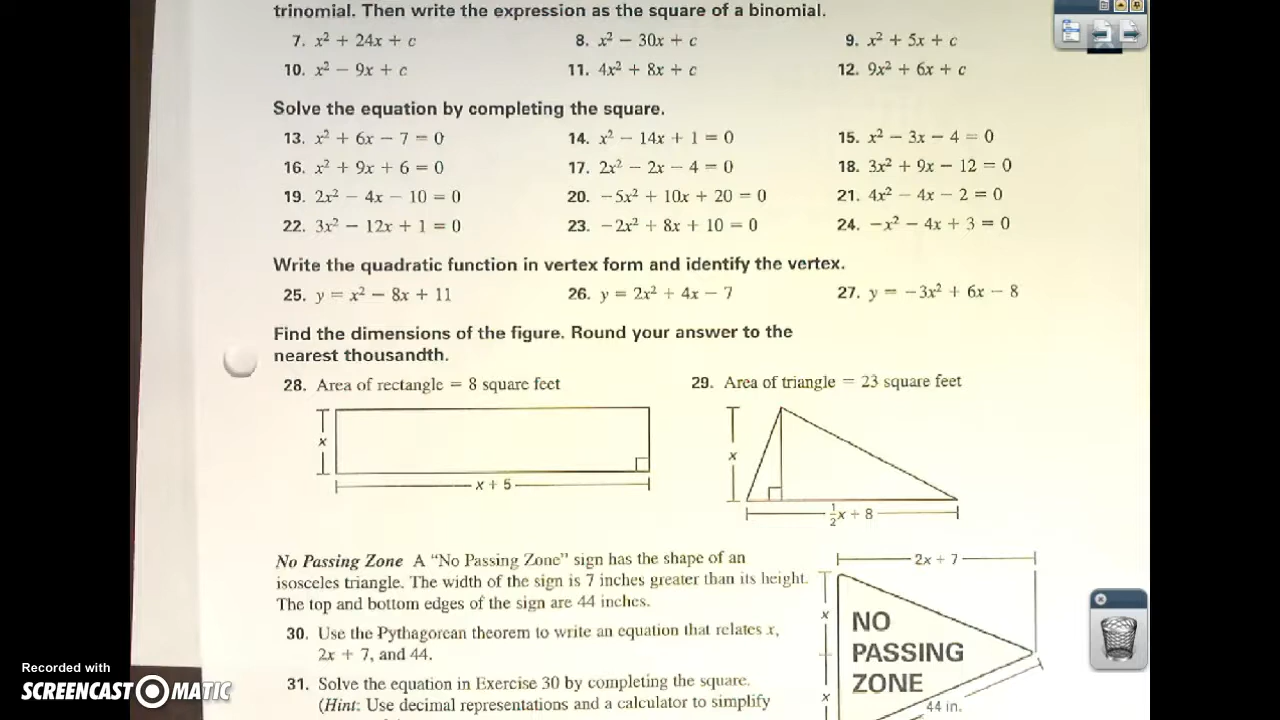 trinomial. Then write the expression as the square of a binomial.
7. x² + 24x + c 8. x² − 30x + c 9. x² + 5x + c
10. x² − 9x + c 11. 4x² + 8x + c 12. 9x² + 6x + c
Solve the equation by completing the square.
13. x² + 6x − 7 = 0 14. x² − 14x + 1 = 0 15. x² − 3x − 4 = 0
16. x² + 9x + 6 = 0 17. 2x² − 2x − 4 = 0 18. 3x² + 9x − 12 = 0
19. 2x² − 4x − 10 = 0 20. −5x² + 10x + 20 = 0 21. 4x² − 4x − 2 = 0
22. 3x² − 12x + 1 = 0 23. −2x² + 8x + 10 = 0 24. −x² − 4x + 3 = 0
Write the quadratic function in vertex form and identify the vertex.
25. y = x² − 8x + 11 26. y = 2x² + 4x − 7 27. y = −3x² + 6x − 8
Find the dimensions of the figure. Round your answer to the
nearest thousandth.
28. Area of rectangle = 8 square feet 29. Area of triangle = 23 square feet
x
x + 5
x
½x + 8
No Passing Zone A “No Passing Zone” sign has the shape of an
isosceles triangle. The width of the sign is 7 inches greater than its height.
The top and bottom edges of the sign are 44 inches.
30. Use the Pythagorean theorem to write an equation that relates x,
2x + 7, and 44.
31. Solve the equation in Exercise 30 by completing the square.
(Hint: Use decimal representations and a calculator to simplify
2x + 7
x
x
NO
PASSING
ZONE
44 in.
Recorded with
SCREENCAST-O-MATIC